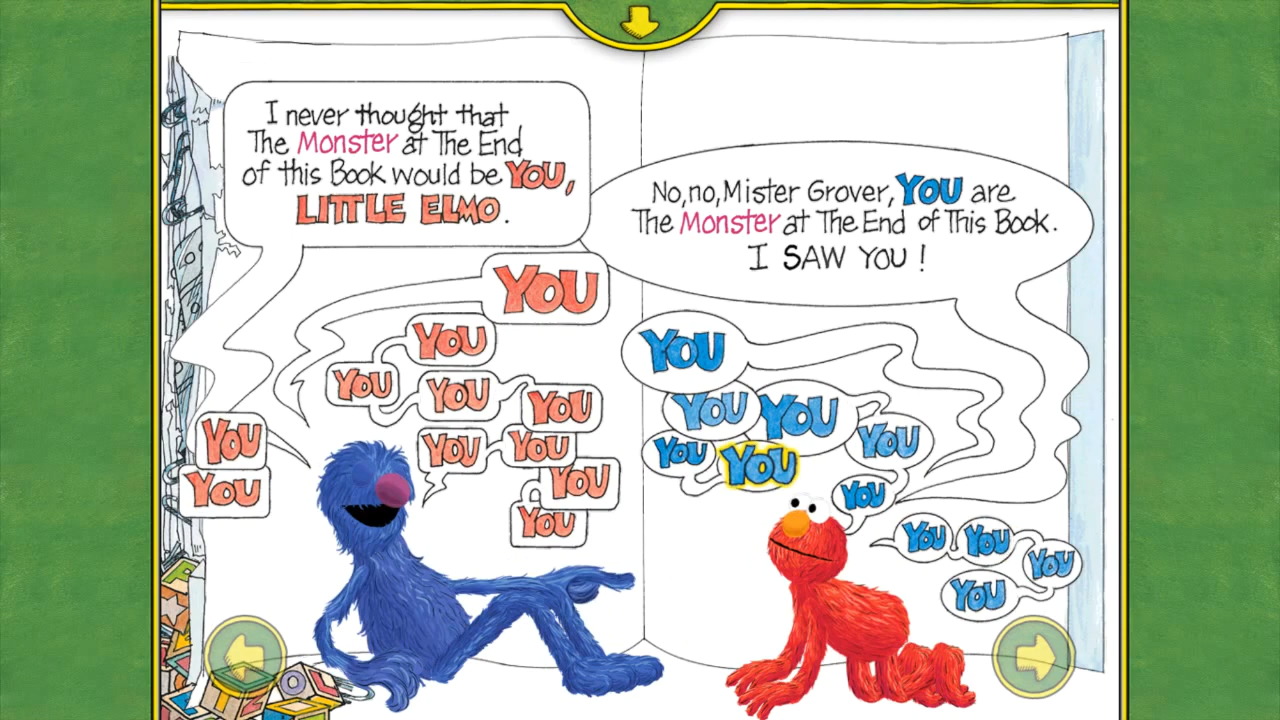 I never thought that
The Monster at The End
of this Book would be YOU,
LITTLE ELMO.
YOU
YOU
YOU
YOU
YOU
YOU
YOU
YOU
YOU
YOU
YOU
No, no, Mister Grover, YOU are
The Monster at The End of This Book.
I SAW YOU!
YOU
YOU
YOU
YOU
YOU
YOU
YOU
YOU
YOU
YOU
YOU